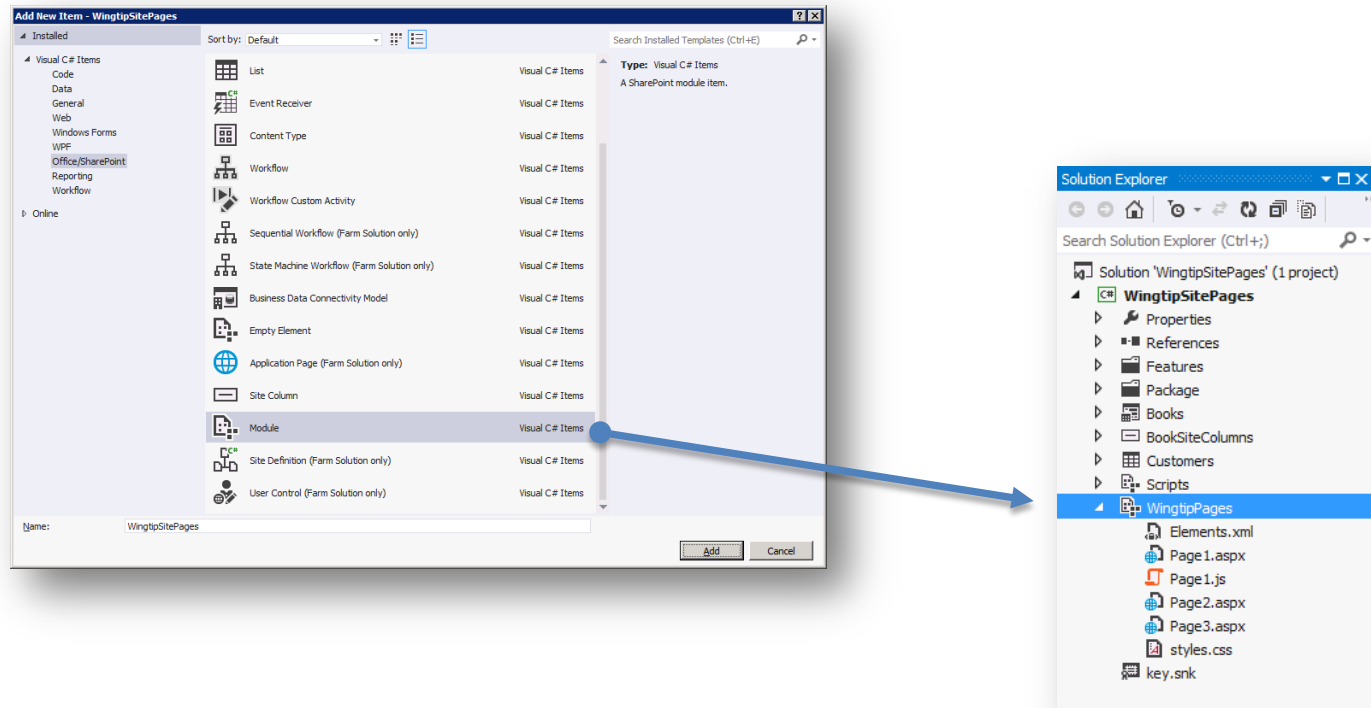 Add New Item - WingtipSitePages
Installed
Sort by: Default
Search Installed Templates (Ctrl+E)
Visual C# Items
Code
Data
General
Web
Windows Forms
WPF
Office/SharePoint
Reporting
Workflow
Online
List Visual C# Items
Event Receiver Visual C# Items
Content Type Visual C# Items
Workflow Visual C# Items
Workflow Custom Activity Visual C# Items
Sequential Workflow (Farm Solution only) Visual C# Items
State Machine Workflow (Farm Solution only) Visual C# Items
Business Data Connectivity Model Visual C# Items
Empty Element Visual C# Items
Application Page (Farm Solution only) Visual C# Items
Site Column Visual C# Items
Module Visual C# Items
Site Definition (Farm Solution only) Visual C# Items
User Control (Farm Solution only) Visual C# Items
Type: Visual C# Items
A SharePoint module item.
Name: WingtipSitePages
Add Cancel
Solution Explorer
Search Solution Explorer (Ctrl+;)
Solution 'WingtipSitePages' (1 project)
C# WingtipSitePages
Properties
References
Features
Package
Books
BookSiteColumns
Customers
Scripts
WingtipPages
Elements.xml
Page1.aspx
Page1.js
Page2.aspx
Page3.aspx
styles.css
key.snk